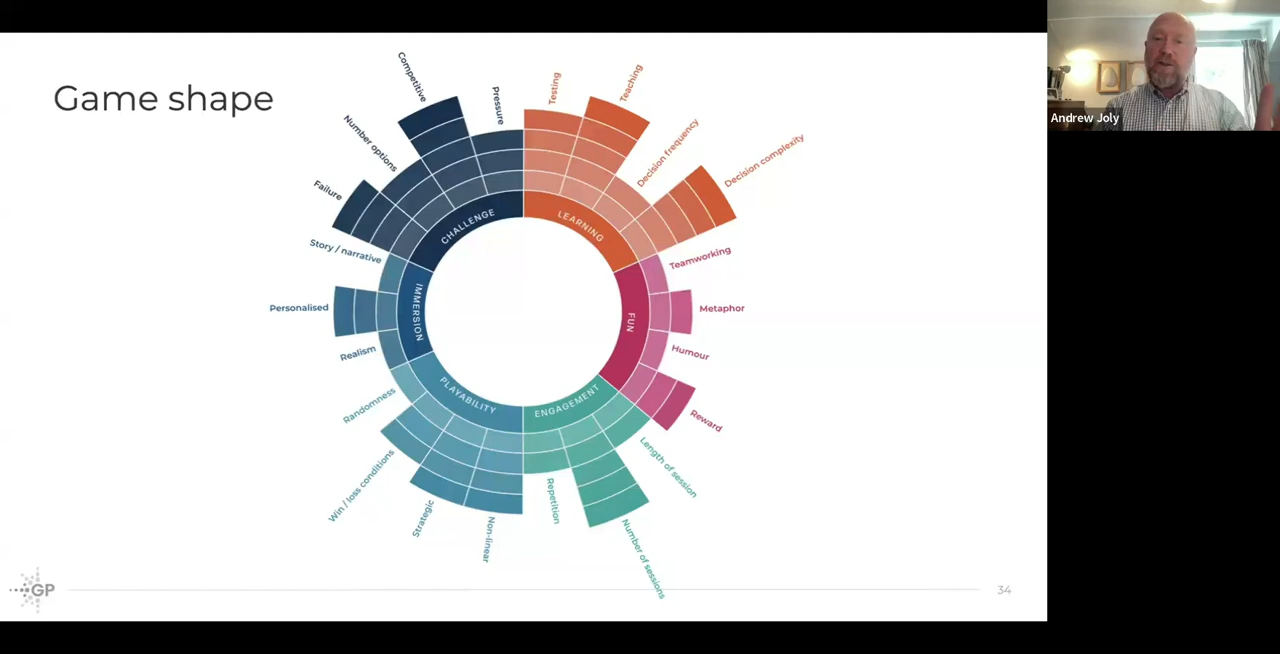 Game shape
Competitive
Pressure
Testing
Teaching
Number options
Decision frequency
Decision complexity
Failure
CHALLENGE
LEARNING
Story / narrative
Teamworking
Personalised
IMMERSION
FUN
Metaphor
Realism
Humour
Randomness
PLAYABILITY
ENGAGEMENT
Reward
Win / loss conditions
Strategic
Non-linear
Repetition
Length of session
Number of sessions
GP
34
Andrew Joly